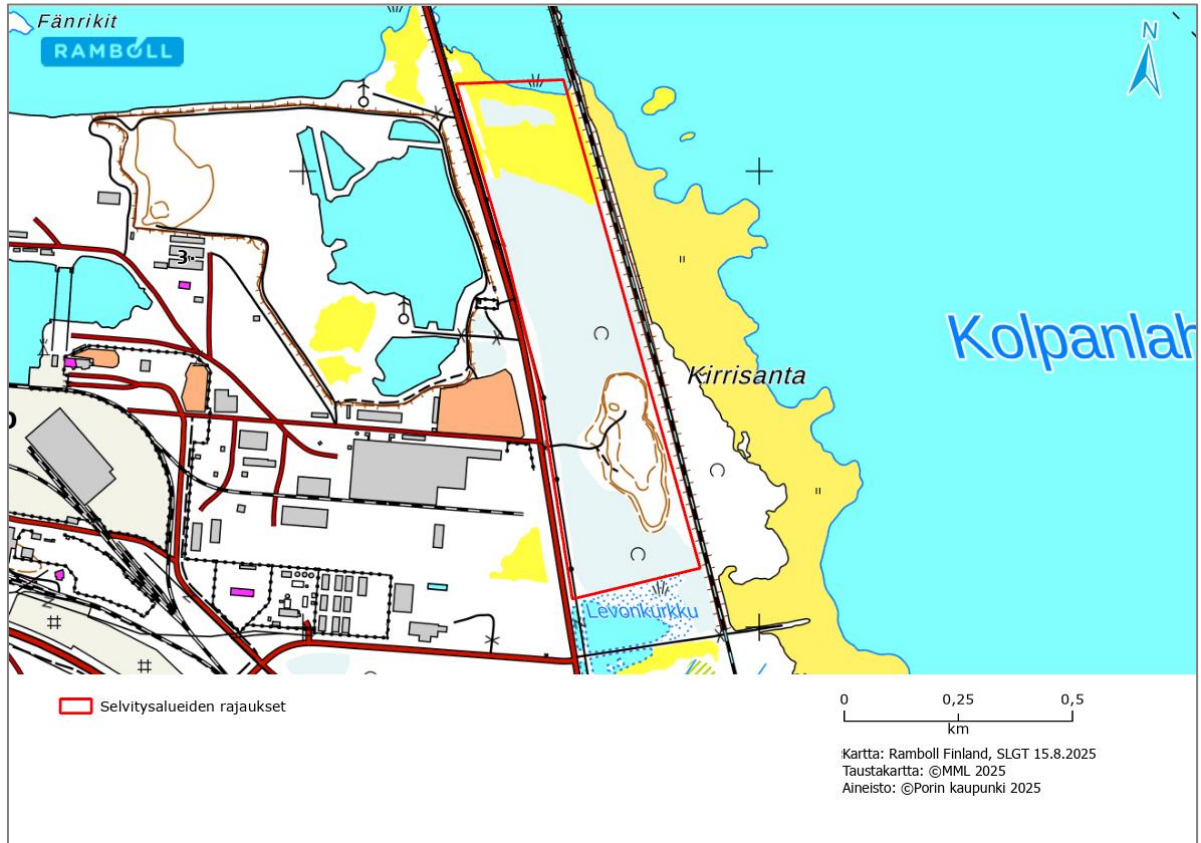 Fänrikit
RAMBOLL
N
3
Kolpanlah
Kirrisanta
Levonkurkku
Selvitysalueiden rajaukset
0 0,25 0,5
km
Kartta: Ramboll Finland, SLGT 15.8.2025
Taustakartta: ©MML 2025
Aineisto: ©Porin kaupunki 2025